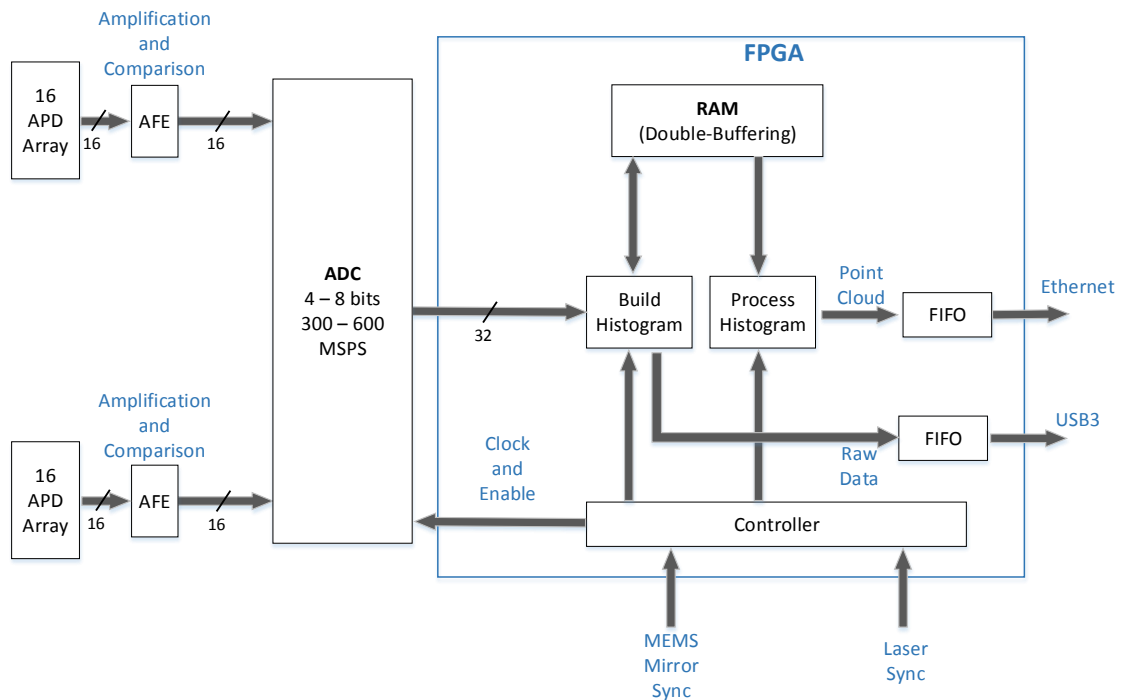 Amplification
and
Comparison
16
APD
Array
16
AFE
16
FPGA
RAM
(Double-Buffering)
ADC
4 – 8 bits
300 – 600
MSPS
32
Build
Histogram
Process
Histogram
Point
Cloud
FIFO
Ethernet
Amplification
and
Comparison
16
APD
Array
16
AFE
16
Clock
and
Enable
Raw
Data
FIFO
USB3
Controller
MEMS
Mirror
Sync
Laser
Sync